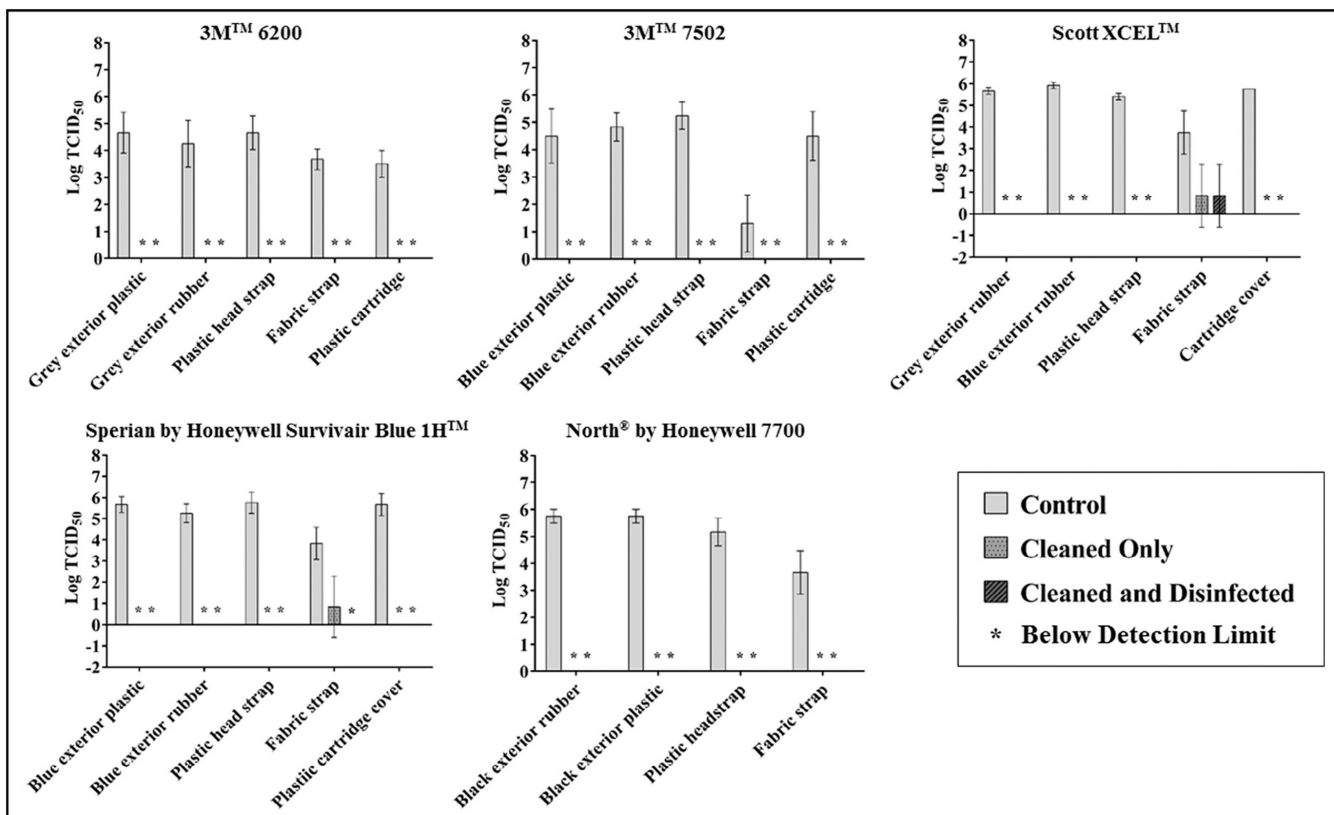 3M™ 6200
Log TCID50
8
7
6
5
4
3
2
1
0
* * * * * * * * * *
Grey exterior plastic
Grey exterior rubber
Plastic head strap
Fabric strap
Plastic cartridge
3M™ 7502
Log TCID50
8
7
6
5
4
3
2
1
0
* * * * * * * * * *
Blue exterior plastic
Blue exterior rubber
Plastic head strap
Fabric strap
Plastic cartidge
Scott XCEL™
Log TCID50
8
7
6
5
4
3
2
1
0
-1
-2
* * * * * * * *
Grey exterior rubber
Blue exterior rubber
Plastic head strap
Fabric strap
Cartridge cover
Sperian by Honeywell Survivair Blue 1H™
Log TCID50
8
7
6
5
4
3
2
1
0
-1
-2
* * * * * * * * *
Blue exterior plastic
Blue exterior rubber
Plastic head strap
Fabric strap
Plastiic cartridge cover
North® by Honeywell 7700
Log TCID50
8
7
6
5
4
3
2
1
0
* * * * * * * *
Black exterior rubber
Black exterior plastic
Plastic headstrap
Fabric strap
Control
Cleaned Only
Cleaned and Disinfected
* Below Detection Limit